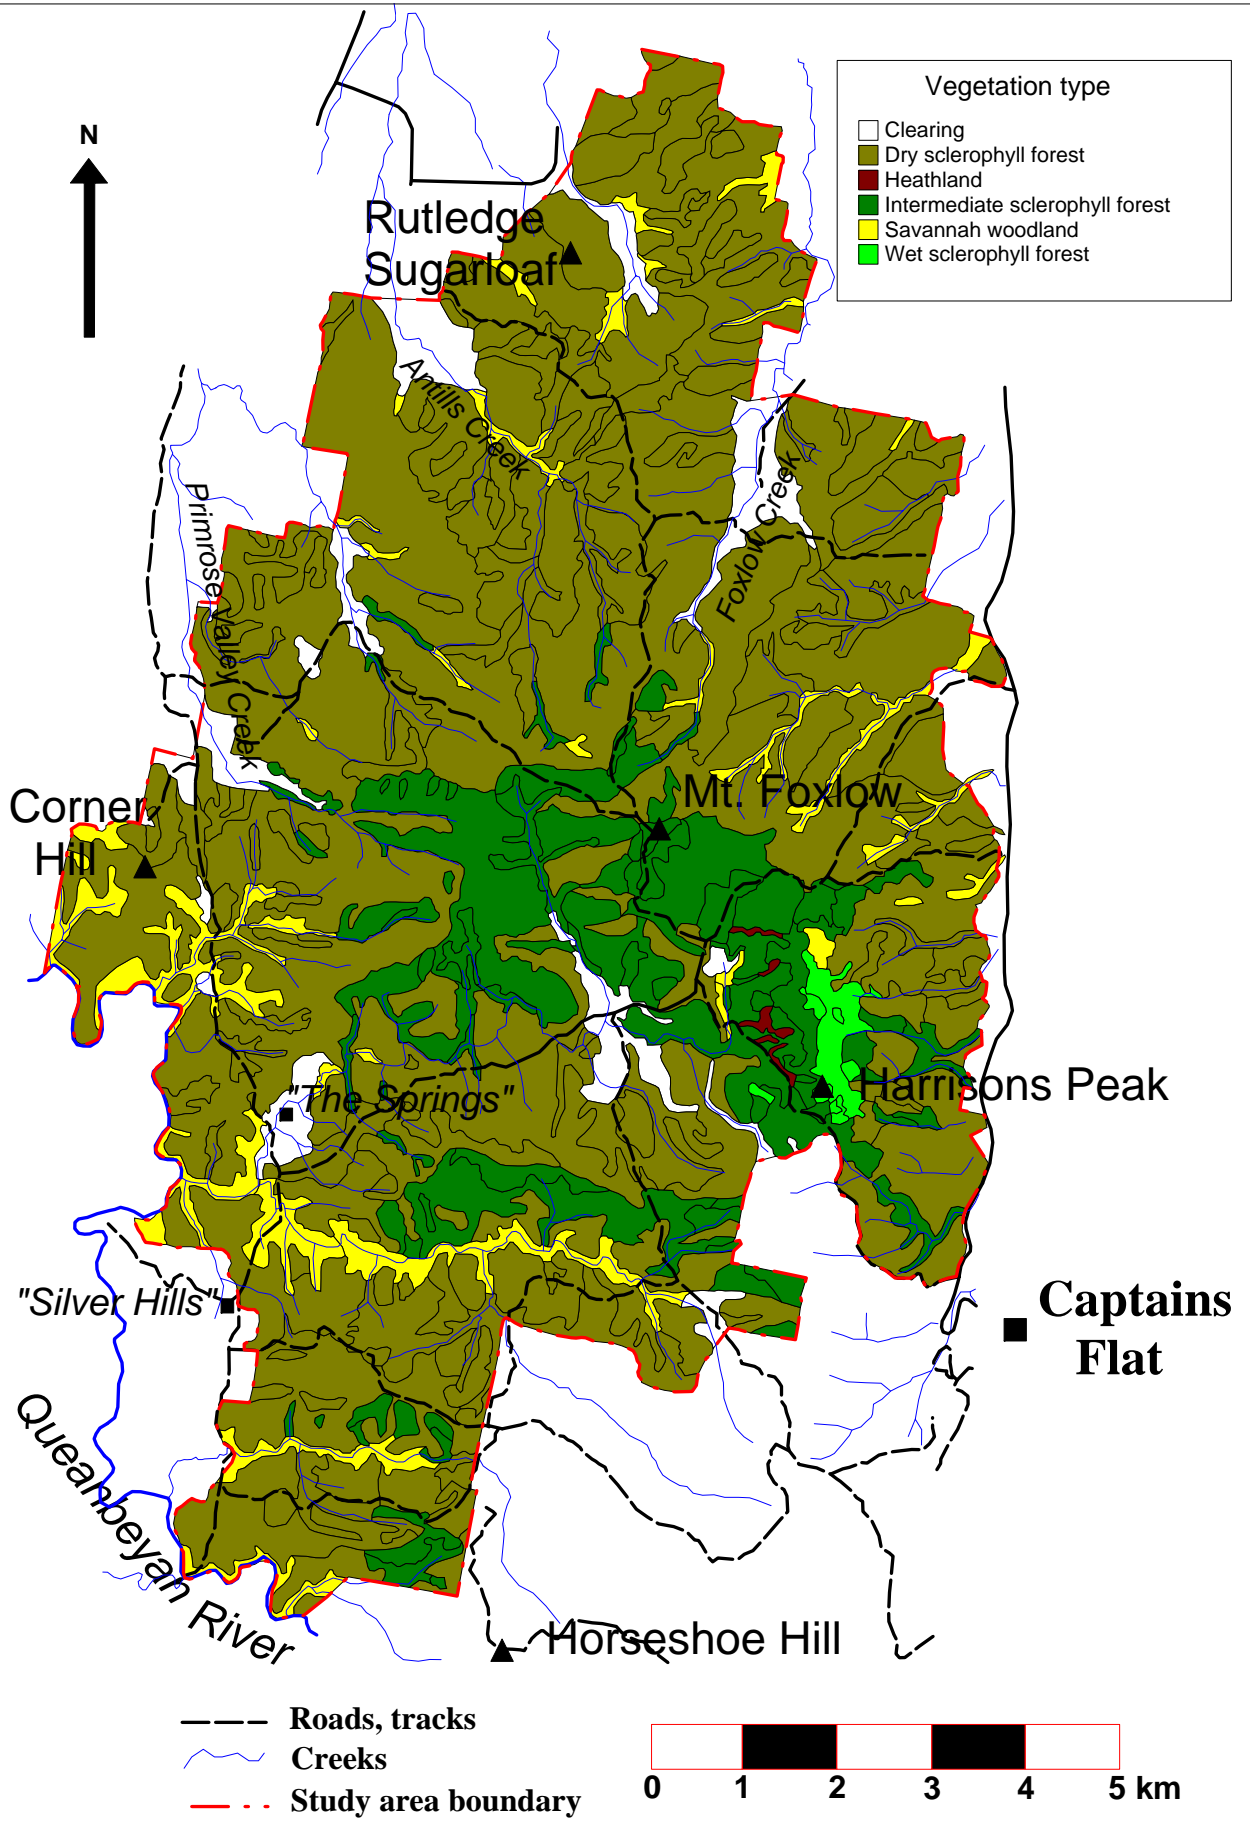 Vegetation type
Clearing
Dry sclerophyll forest
Heathland
Intermediate sclerophyll forest
Savannah woodland
Wet sclerophyll forest
N
Rutledge
Sugarloaf
Antills Creek
Primrose Valley Creek
Foxlow Creek
Mt. Foxlow
Corner
Hill
Harrisons Peak
"The Springs"
"Silver Hills"
Captains
Flat
Queanbeyan River
Horseshoe Hill
Roads, tracks
Creeks
Study area boundary
0 1 2 3 4 5 km